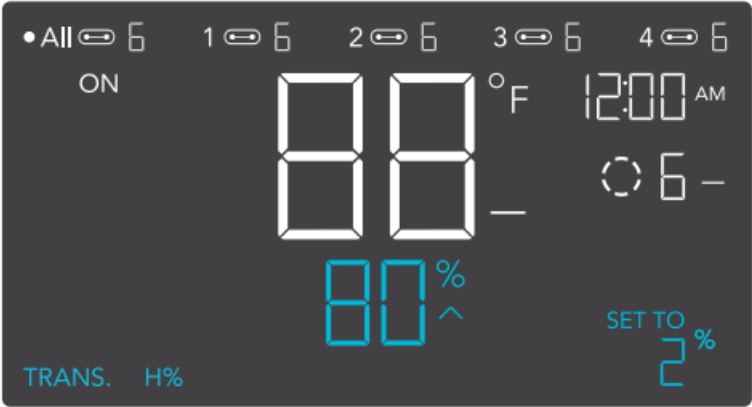 • All 6 1 6 2 6 3 6 4 6
ON
88 °F –
12:00 AM
6 –
80 % ^
SET TO
2 %
TRANS. H%